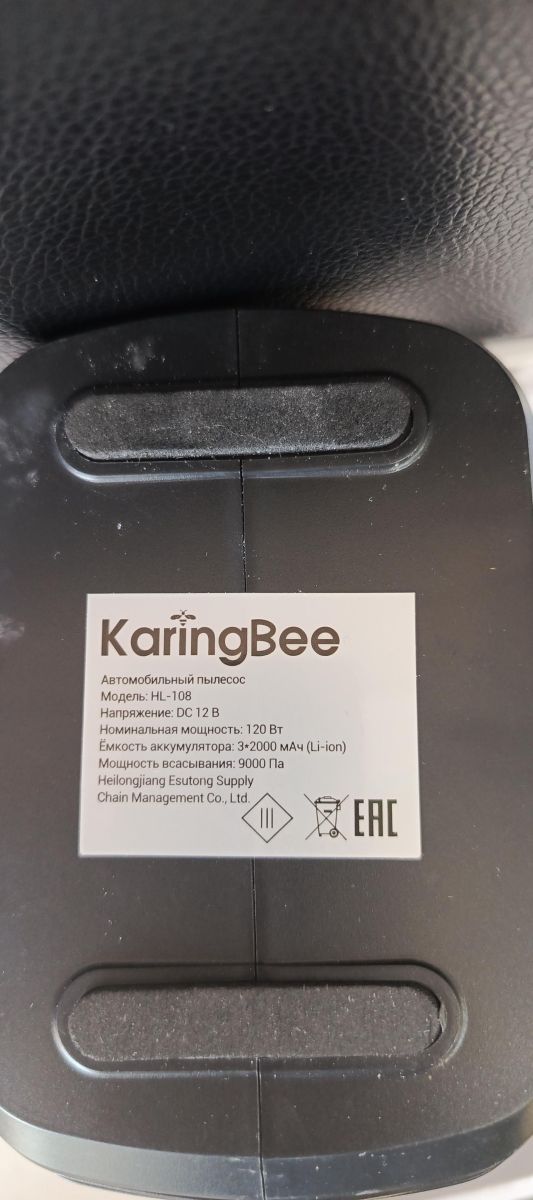 KaringBee
Автомобильный пылесос
Модель: HL-108
Напряжение: DC 12 В
Номинальная мощность: 120 Вт
Ёмкость аккумулятора: 3*2000 мАч (Li-ion)
Мощность всасывания: 9000 Па
Heilongjiang Esutong Supply
Chain Management Co., Ltd.
III
EAC